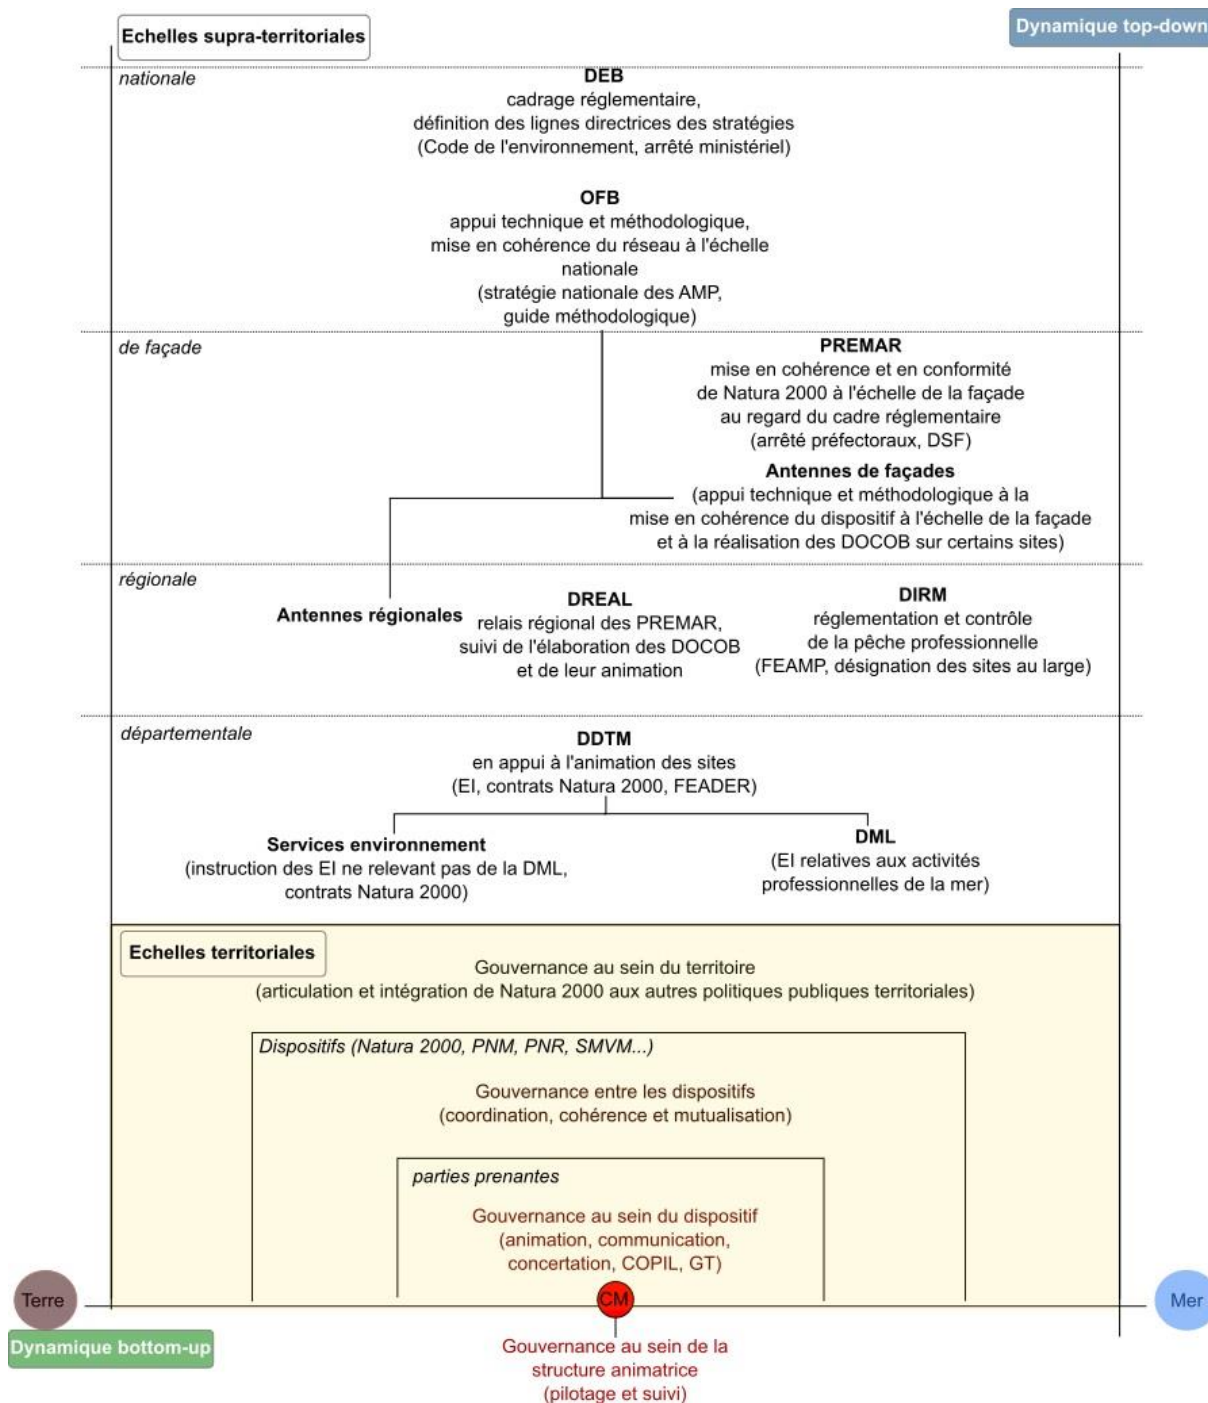 Echelles supra-territoriales
Dynamique top-down
nationale
DEB
cadrage réglementaire,
définition des lignes directrices des stratégies
(Code de l'environnement, arrêté ministériel)
OFB
appui technique et méthodologique,
mise en cohérence du réseau à l'échelle
nationale
(stratégie nationale des AMP,
guide méthodologique)
de façade
PREMAR
mise en cohérence et en conformité
de Natura 2000 à l'échelle de la façade
au regard du cadre réglementaire
(arrêté préfectoraux, DSF)
Antennes de façades
(appui technique et méthodologique à la
mise en cohérence du dispositif à l'échelle de la façade
et à la réalisation des DOCOB sur certains sites)
régionale
Antennes régionales
DREAL
relais régional des PREMAR,
suivi de l'élaboration des DOCOB
et de leur animation
DIRM
réglementation et contrôle
de la pêche professionnelle
(FEAMP, désignation des sites au large)
départementale
DDTM
en appui à l'animation des sites
(EI, contrats Natura 2000, FEADER)
Services environnement
(instruction des EI ne relevant pas de la DML,
contrats Natura 2000)
DML
(EI relatives aux activités
professionnelles de la mer)
Echelles territoriales
Gouvernance au sein du territoire
(articulation et intégration de Natura 2000 aux autres politiques publiques territoriales)
Dispositifs (Natura 2000, PNM, PNR, SMVM...)
Gouvernance entre les dispositifs
(coordination, cohérence et mutualisation)
parties prenantes
Gouvernance au sein du dispositif
(animation, communication,
concertation, COPIL, GT)
Terre
CM
Mer
Dynamique bottom-up
Gouvernance au sein de la
structure animatrice
(pilotage et suivi)